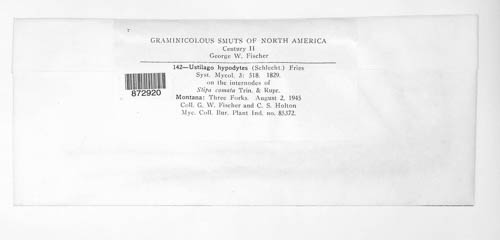 GRAMINICOLOUS SMUTS OF NORTH AMERICA
Century II
George W. Fischer
142—Ustilago hypodytes (Schlecht.) Fries
Syst. Mycol. 3: 518. 1829.
on the internodes of
Stipa comata Trin. & Rupr.
Montana: Three Forks. August 2, 1945
Coll. G. W. Fischer and C. S. Holton
Myc. Coll. Bur. Plant Ind. no. 85372.
872920